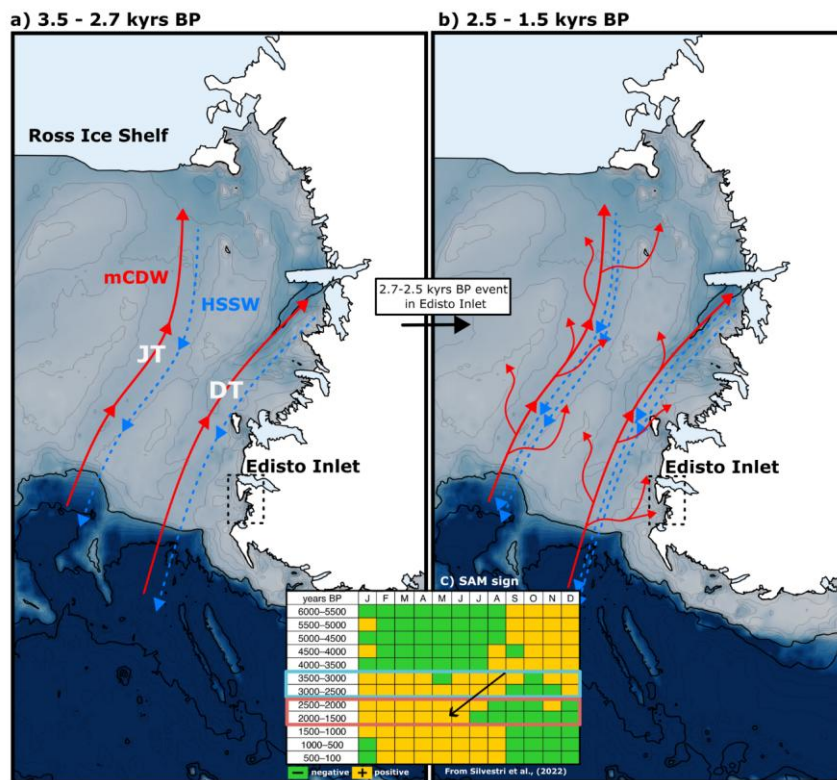 a) 3.5 - 2.7 kyrs BP
b) 2.5 - 1.5 kyrs BP
Ross Ice Shelf
mCDW
HSSW
JT
DT
Edisto Inlet
2.7-2.5 kyrs BP event
in Edisto Inlet
Edisto Inlet
C) SAM sign
years BP J F M A M J J A S O N D
6000–5500
5500–5000
5000–4500
4500–4000
4000–3500
3500–3000
3000–2500
2500–2000
2000–1500
1500–1000
1000–500
500–100
− negative + positive From Silvestri et al., (2022)